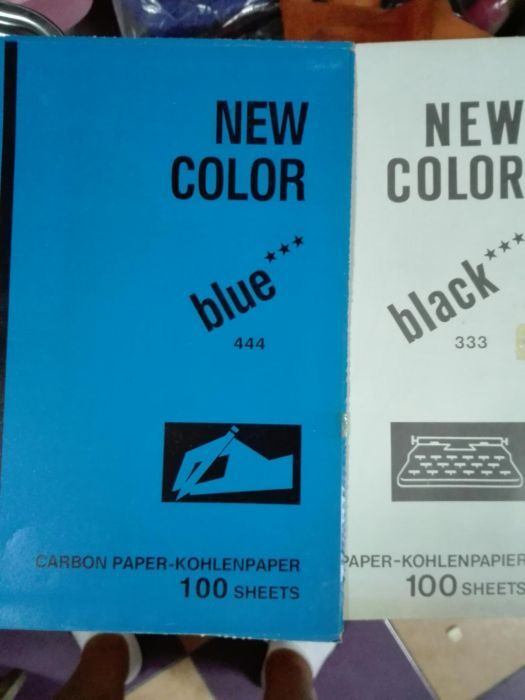 NEW
COLOR
blue***
444
CARBON PAPER-KOHLENPAPER
100 SHEETS
NEW
COLOR
black***
333
PAPER-KOHLENPAPIER
100 SHEETS